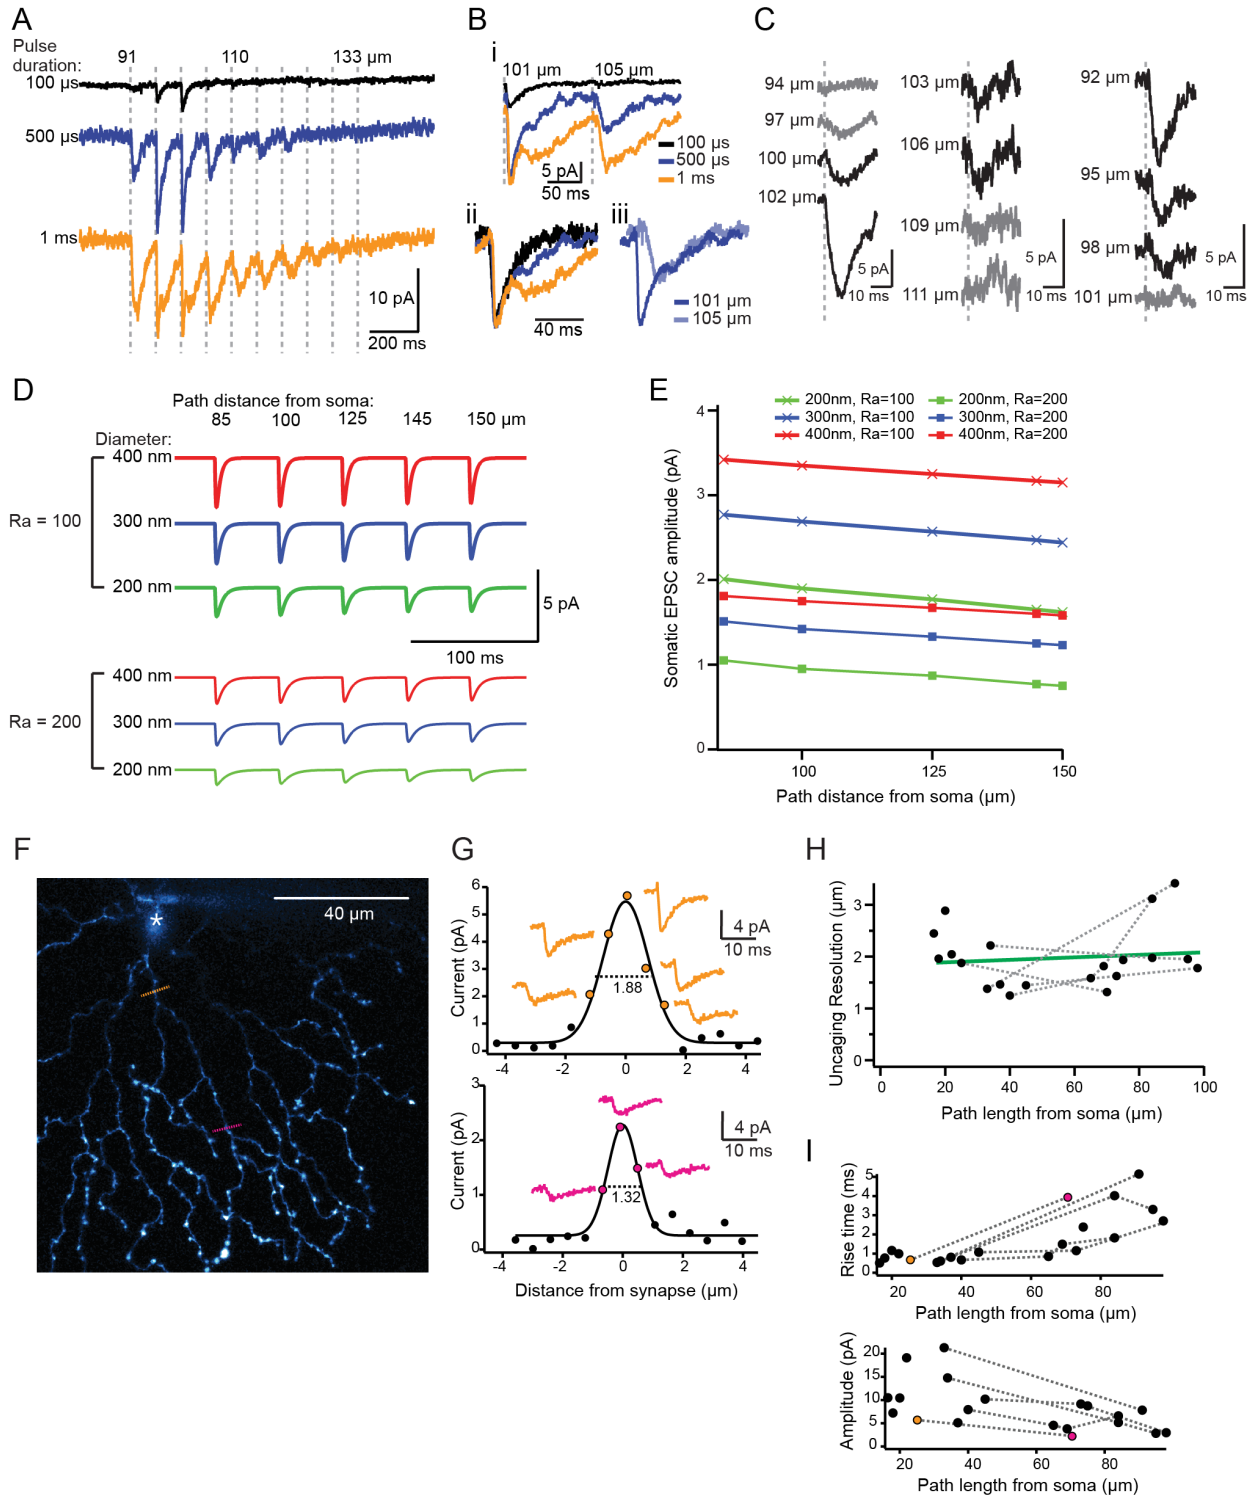 A
Pulse
duration:
91
110
133 µm
100 µs
500 µs
1 ms
10 pA
200 ms
B
i
101 µm
105 µm
100 µs
500 µs
1 ms
5 pA
50 ms
ii
iii
40 ms
101 µm
105 µm
C
94 µm
97 µm
100 µm
102 µm
5 pA
10 ms
103 µm
106 µm
109 µm
111 µm
5 pA
10 ms
92 µm
95 µm
98 µm
101 µm
5 pA
10 ms
D
Path distance from soma:
85
100
125
145
150 µm
Diameter:
400 nm
Ra = 100
300 nm
200 nm
5 pA
100 ms
400 nm
Ra = 200
300 nm
200 nm
E
200nm, Ra=100
200nm, Ra=200
300nm, Ra=100
300nm, Ra=200
400nm, Ra=100
400nm, Ra=200
Somatic EPSC amplitude (pA)
4
3
2
1
0
100
125
150
Path distance from soma (µm)
F
40 µm
*
G
Current (pA)
6
5
4
3
2
1
0
1.88
4 pA
10 ms
-4
-2
0
2
4
Current (pA)
3
2
1
0
1.32
4 pA
10 ms
-4
-2
0
2
4
Distance from synapse (µm)
H
Uncaging Resolution (µm)
3
2
1
0
0
20
40
60
80
100
Path length from soma (µm)
I
Rise time (ms)
5
4
3
2
1
0
20
40
60
80
Path length from soma (µm)
Amplitude (pA)
20
15
10
5
0
20
40
60
80
Path length from soma (µm)